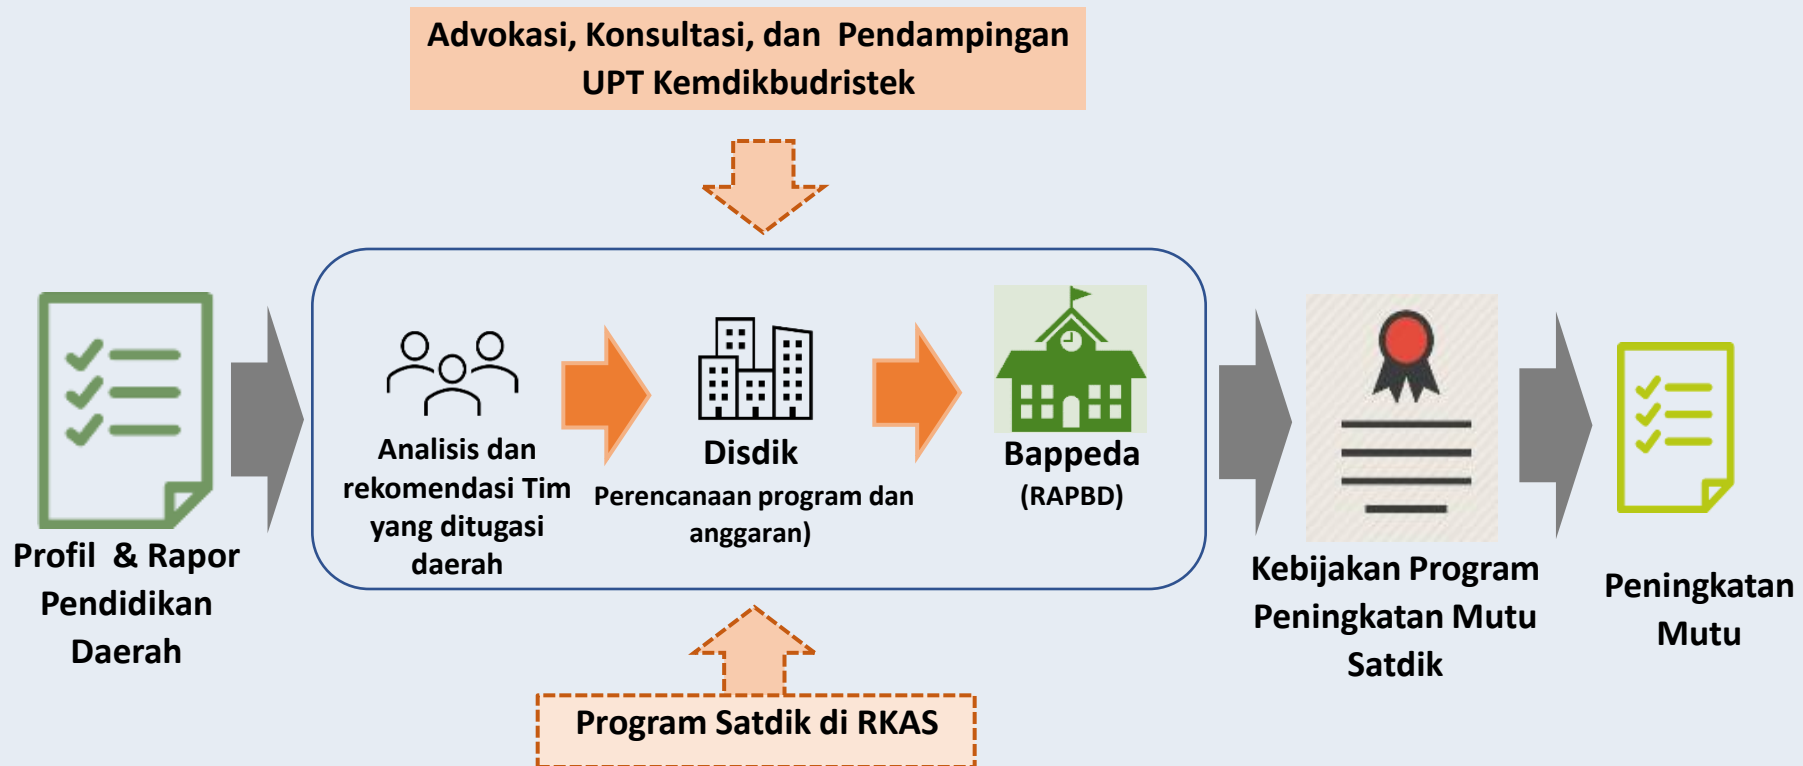 Advokasi, Konsultasi, dan Pendampingan
UPT Kemdikbudristek
Profil & Rapor
Pendidikan
Daerah
Analisis dan
rekomendasi Tim
yang ditugasi
daerah
Disdik
Perencanaan program dan
anggaran)
Bappeda
(RAPBD)
Kebijakan Program
Peningkatan Mutu
Satdik
Peningkatan
Mutu
Program Satdik di RKAS